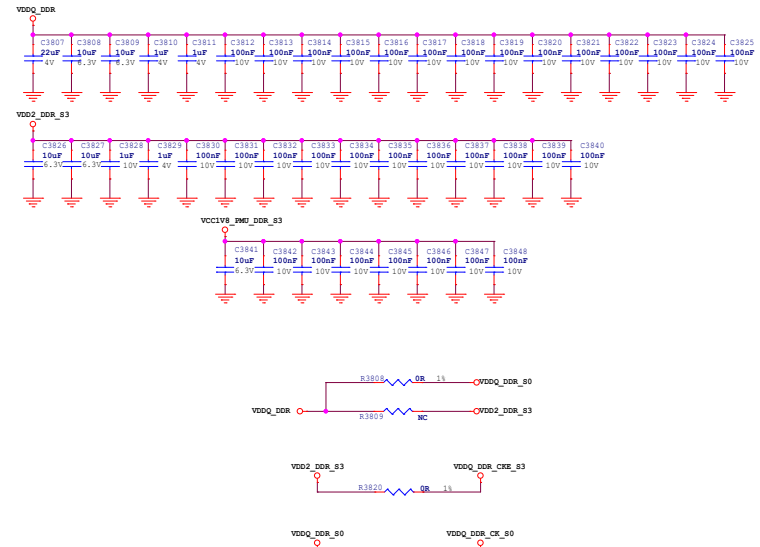 VDDQ_DDR
C3807 C3808 C3809 C3810 C3811 C3812 C3813 C3814 C3815 C3816 C3817 C3818 C3819 C3820 C3821 C3822 C3823 C3824 C3825
22uF 10uF 10uF 1uF 1uF 100nF 100nF 100nF 100nF 100nF 100nF 100nF 100nF 100nF 100nF 100nF 100nF 100nF 100nF
4V 6.3V 6.3V 4V 4V 10V 10V 10V 10V 10V 10V 10V 10V 10V 10V 10V 10V 10V 10V
VDD2_DDR_S3
C3826 C3827 C3828 C3829 C3830 C3831 C3832 C3833 C3834 C3835 C3836 C3837 C3838 C3839 C3840
10uF 10uF 1uF 1uF 100nF 100nF 100nF 100nF 100nF 100nF 100nF 100nF 100nF 100nF 100nF
6.3V 6.3V 10V 4V 10V 10V 10V 10V 10V 10V 10V 10V 10V 10V 10V
VCC1V8_PMU_DDR_S3
C3841 C3842 C3843 C3844 C3845 C3846 C3847 C3848
10uF 100nF 100nF 100nF 100nF 100nF 100nF 100nF
6.3V 10V 10V 10V 10V 10V 10V 10V
R3808 0R 1% VDDQ_DDR_S0
VDDQ_DDR VDD2_DDR_S3
R3809 NC
VDD2_DDR_S3 VDDQ_DDR_CKE_S3
R3820 0R 1%
VDDQ_DDR_S0 VDDQ_DDR_CK_S0